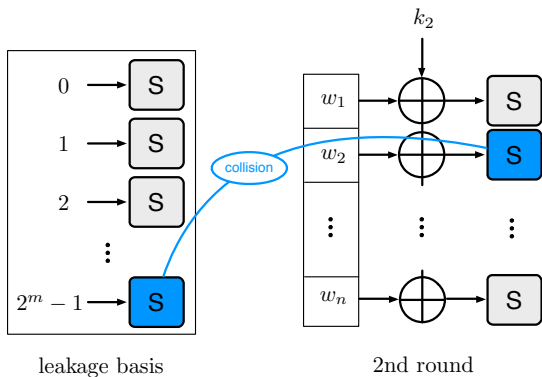 k₂
0 S
1 S
2 S
⋮
2ᵐ − 1 S
leakage basis
collision
w₁ S
w₂ S
⋮ ⋮ ⋮
wₙ S
2nd round